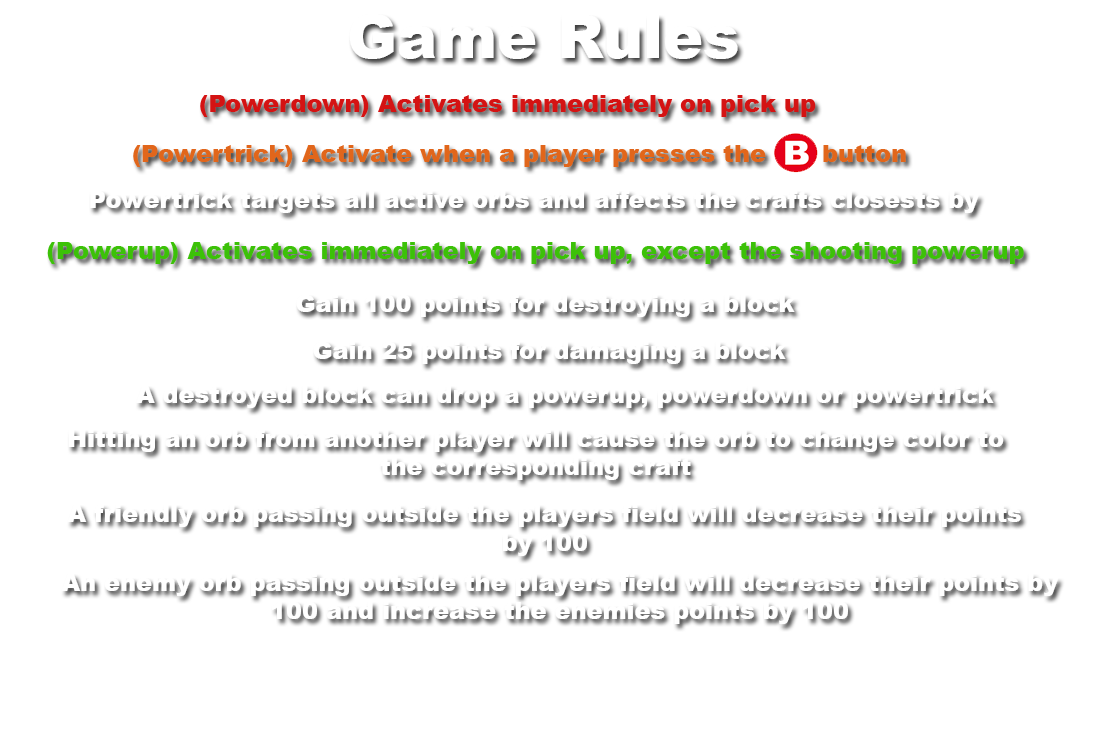 Game Rules
(Powerdown) Activates immediately on pick up
(Powertrick) Activate when a player presses the B button
Powertrick targets all active orbs and affects the crafts closests by
(Powerup) Activates immediately on pick up, except the shooting powerup
Gain 100 points for destroying a block
Gain 25 points for damaging a block
A destroyed block can drop a powerup, powerdown or powertrick
Hitting an orb from another player will cause the orb to change color to
the corresponding craft
A friendly orb passing outside the players field will decrease their points
by 100
An enemy orb passing outside the players field will decrease their points by
100 and increase the enemies points by 100